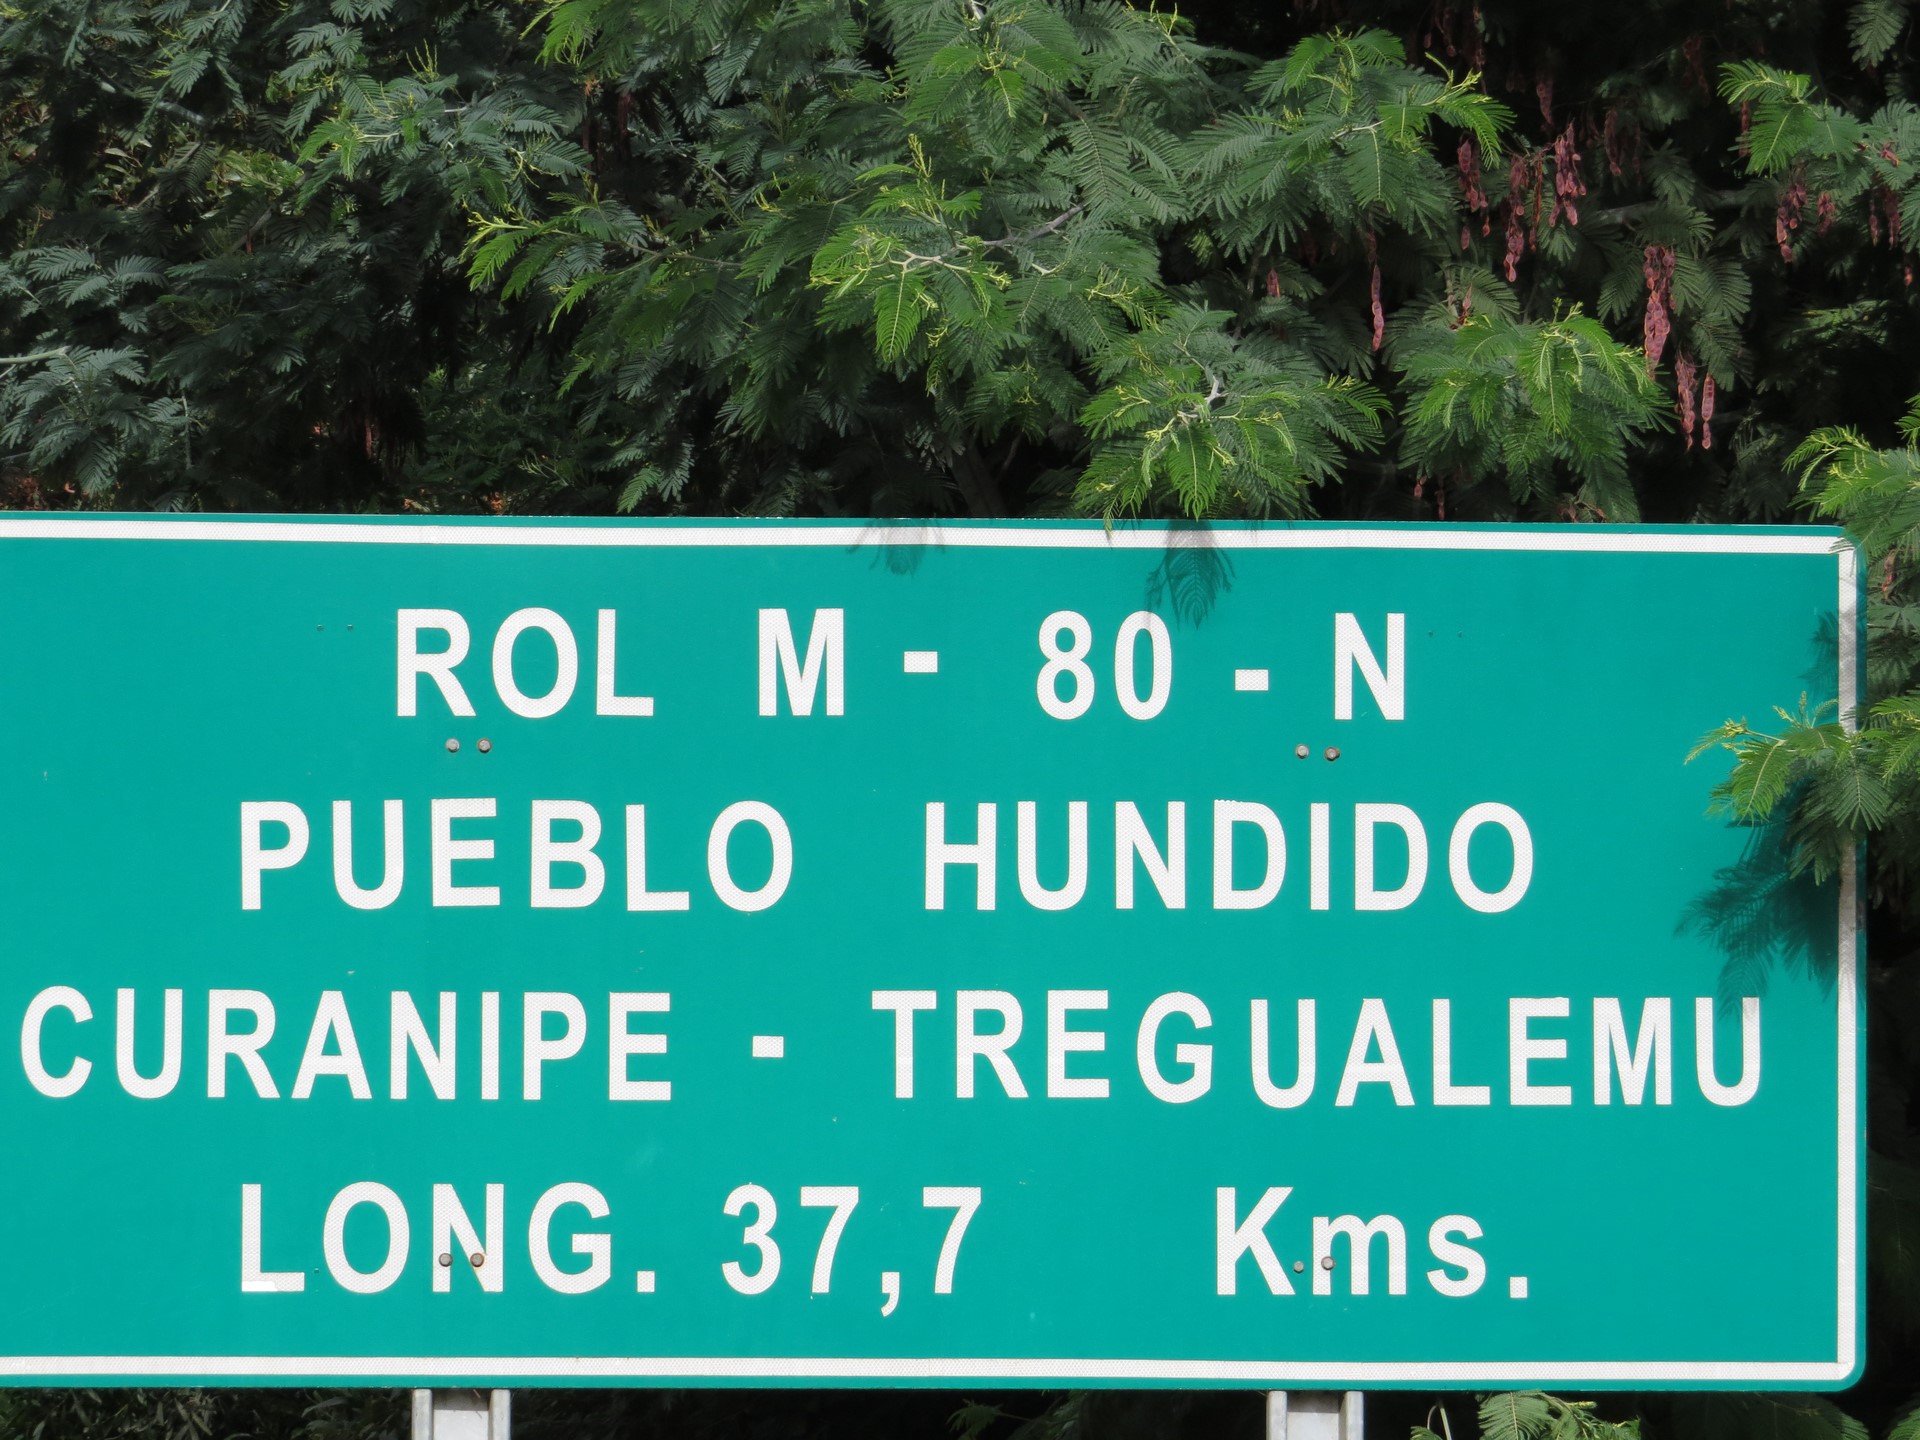 ROL M - 80 - N
PUEBLO HUNDIDO
CURANIPE - TREGUALEMU
LONG. 37,7 Kms.